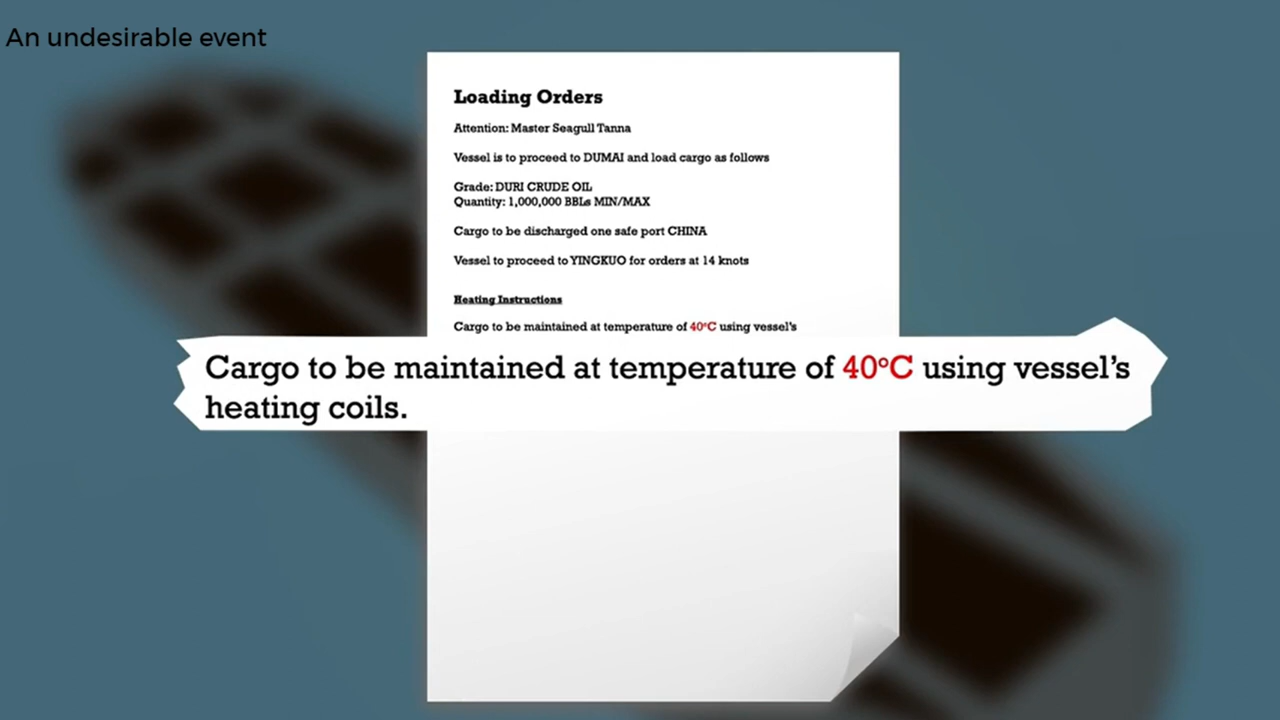 An undesirable event
Loading Orders
Attention: Master Seagull Tanna
Vessel is to proceed to DUMAI and load cargo as follows
Grade: DURI CRUDE OIL
Quantity: 1,000,000 BBLs MIN/MAX
Cargo to be discharged one safe port CHINA
Vessel to proceed to YINGKUO for orders at 14 knots
Heating Instructions
Cargo to be maintained at temperature of 40°C using vessel's
Cargo to be maintained at temperature of 40°C using vessel's
heating coils.